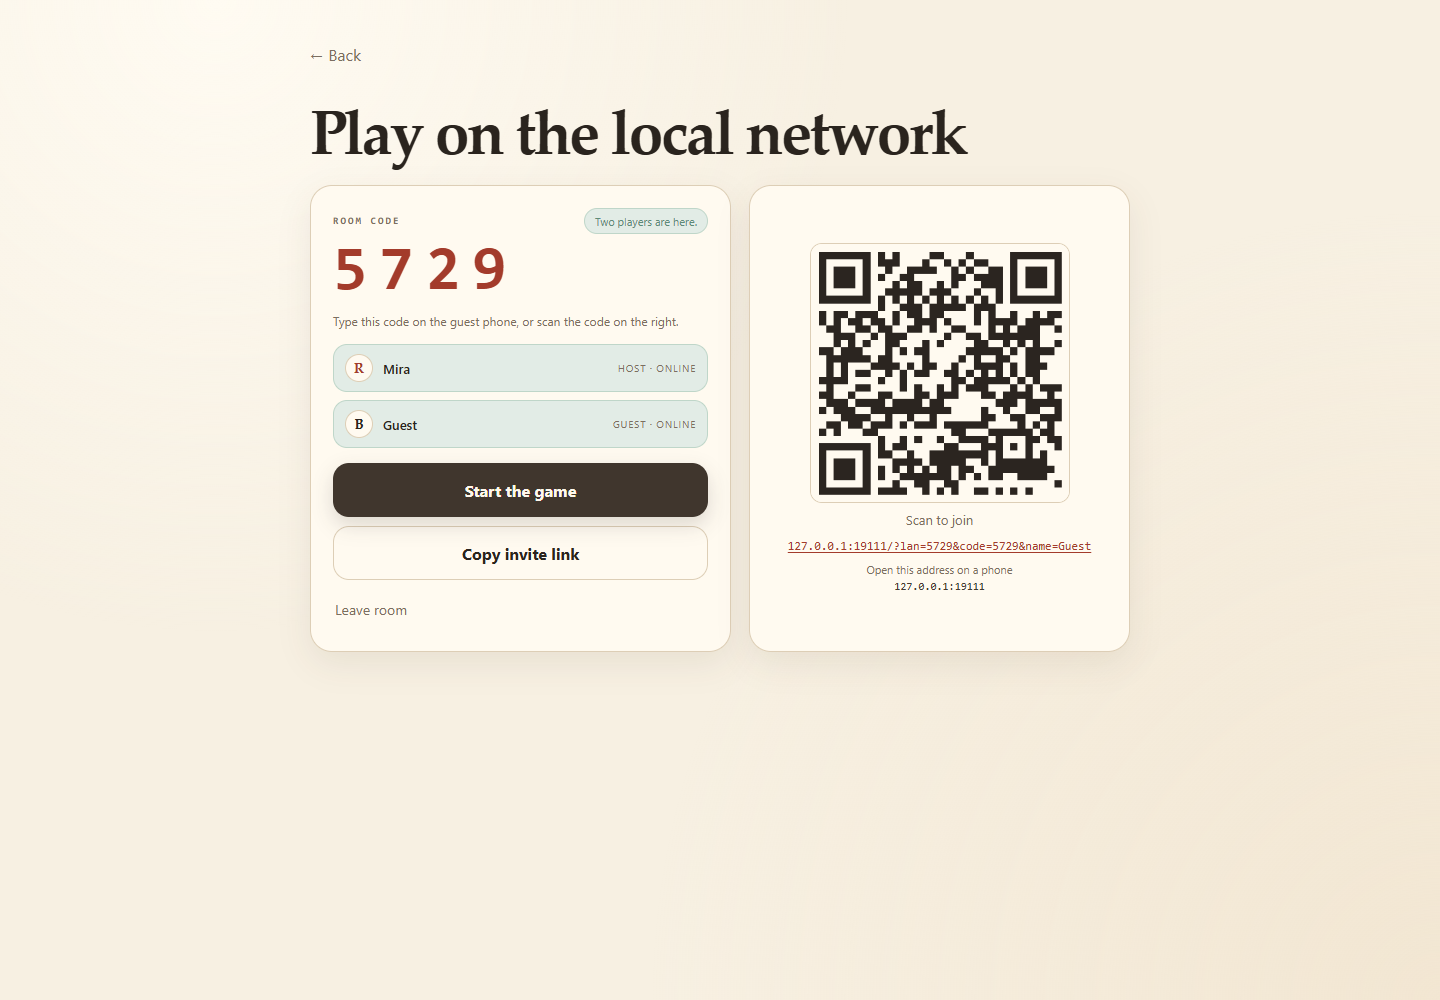 ← Back
Play on the local network
ROOM CODE
Two players are here.
5729
Type this code on the guest phone, or scan the code on the right.
R Mira HOST · ONLINE
B Guest GUEST · ONLINE
Start the game
Copy invite link
Leave room
Scan to join
127.0.0.1:19111/?lan=5729&code=5729&name=Guest
Open this address on a phone
127.0.0.1:19111